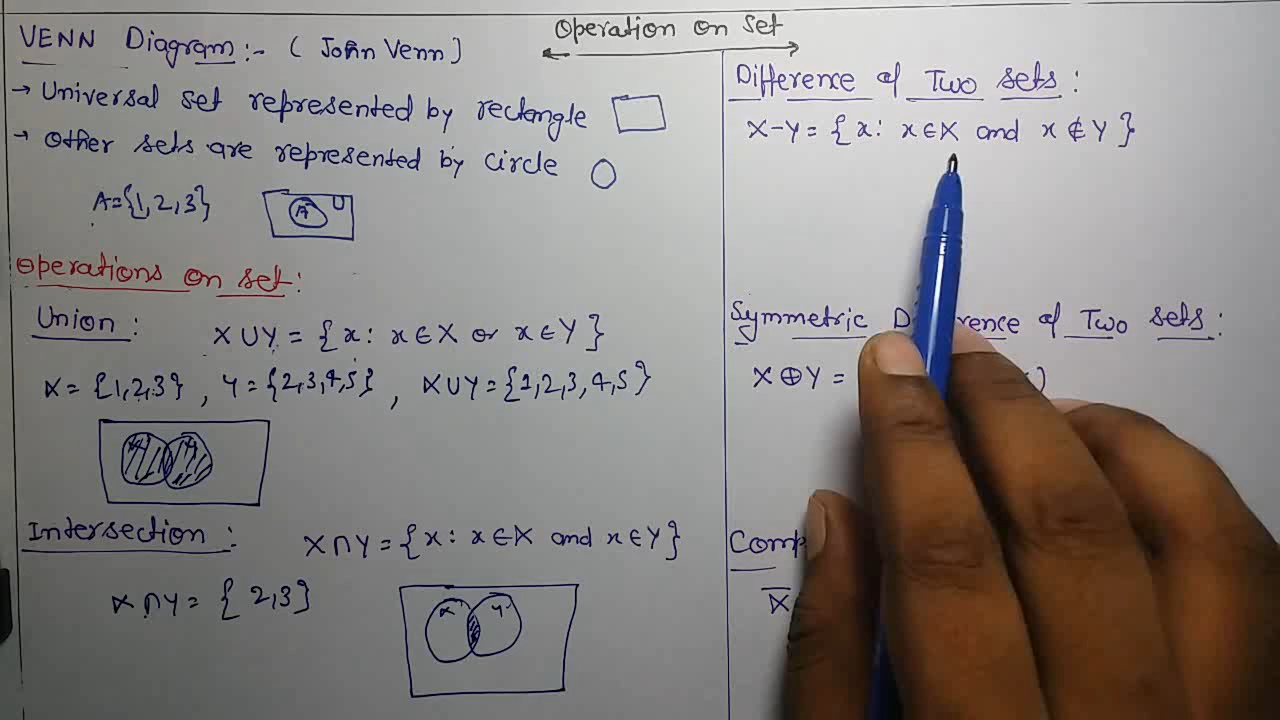 Operation on Set
VENN Diagram:- (John Venn)
→ Universal set represented by rectangle
→ Other sets are represented by Circle
A={1,2,3}
A U
Operations on set:
Union:
X∪Y = {x: x∈X or x∈Y}
X = {1,2,3}, Y = {2,3,4,5}, X∪Y = {1,2,3,4,5}
Intersection:
X∩Y = {x: x∈X and x∈Y}
X∩Y = {2,3}
X Y
Difference of Two sets:
X-Y = {x: x∈X and x∉Y}
Symmetric of Two sets:
X⊕Y =
X̅